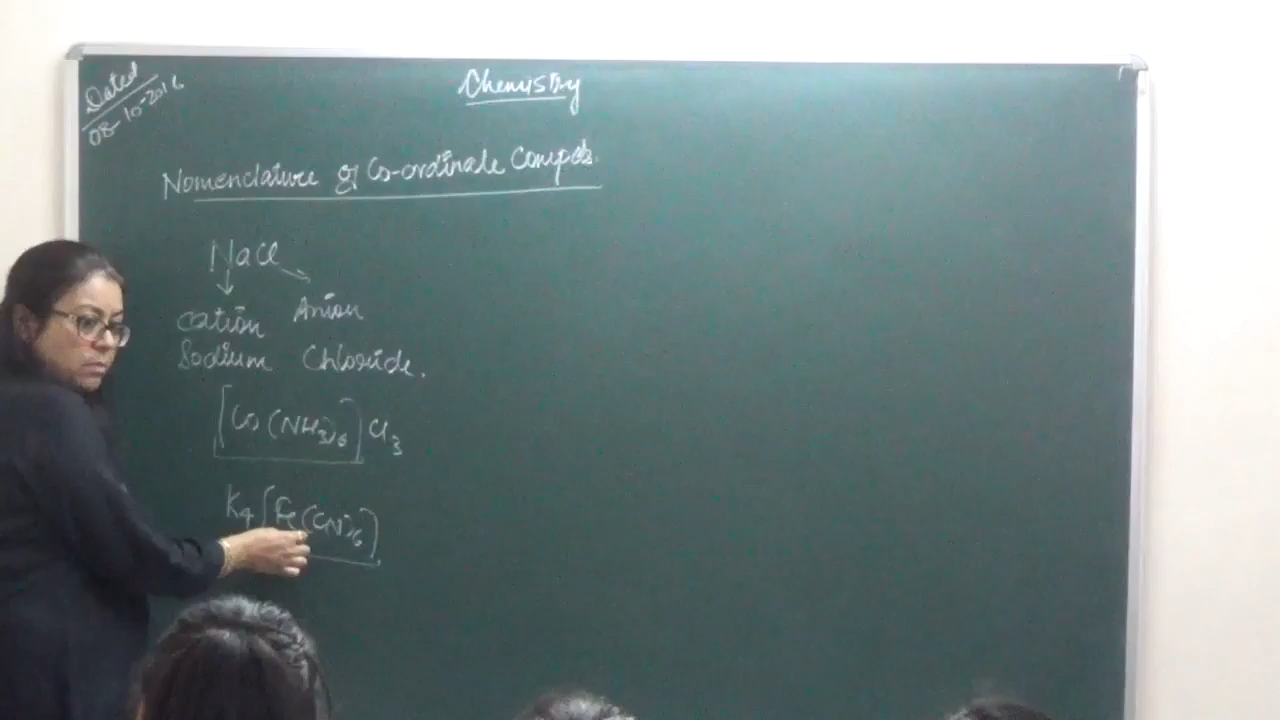 Dated
08-10-2016
Chemistry
Nomenclature of Co-ordinate Compds.
NaCl
cation Anion
Sodium Chloride.
[Co(NH3)6]Cl3
K4[Fe(CN)6]